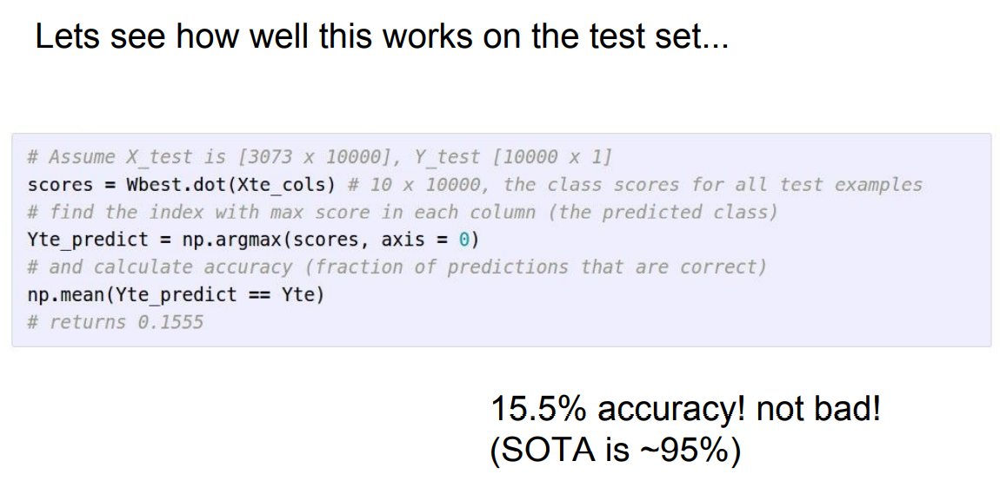 Lets see how well this works on the test set...
# Assume X_test is [3073 x 10000], Y_test [10000 x 1]
scores = Wbest.dot(Xte_cols) # 10 x 10000, the class scores for all test examples
# find the index with max score in each column (the predicted class)
Yte_predict = np.argmax(scores, axis = 0)
# and calculate accuracy (fraction of predictions that are correct)
np.mean(Yte_predict == Yte)
# returns 0.1555
15.5% accuracy! not bad!
(SOTA is ~95%)